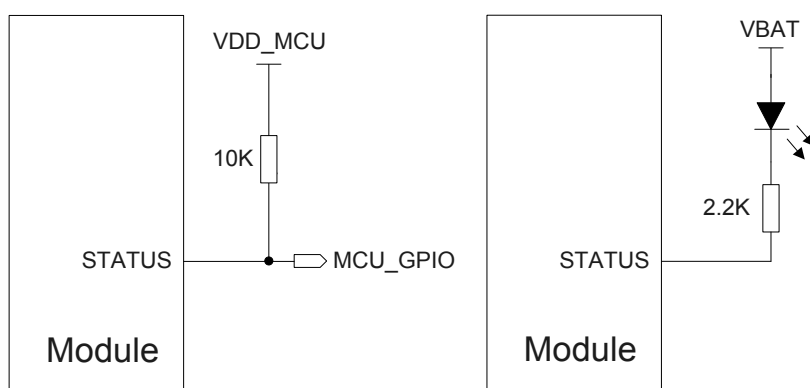 VDD_MCU
10K
STATUS
MCU_GPIO
Module
VBAT
2.2K
STATUS
Module